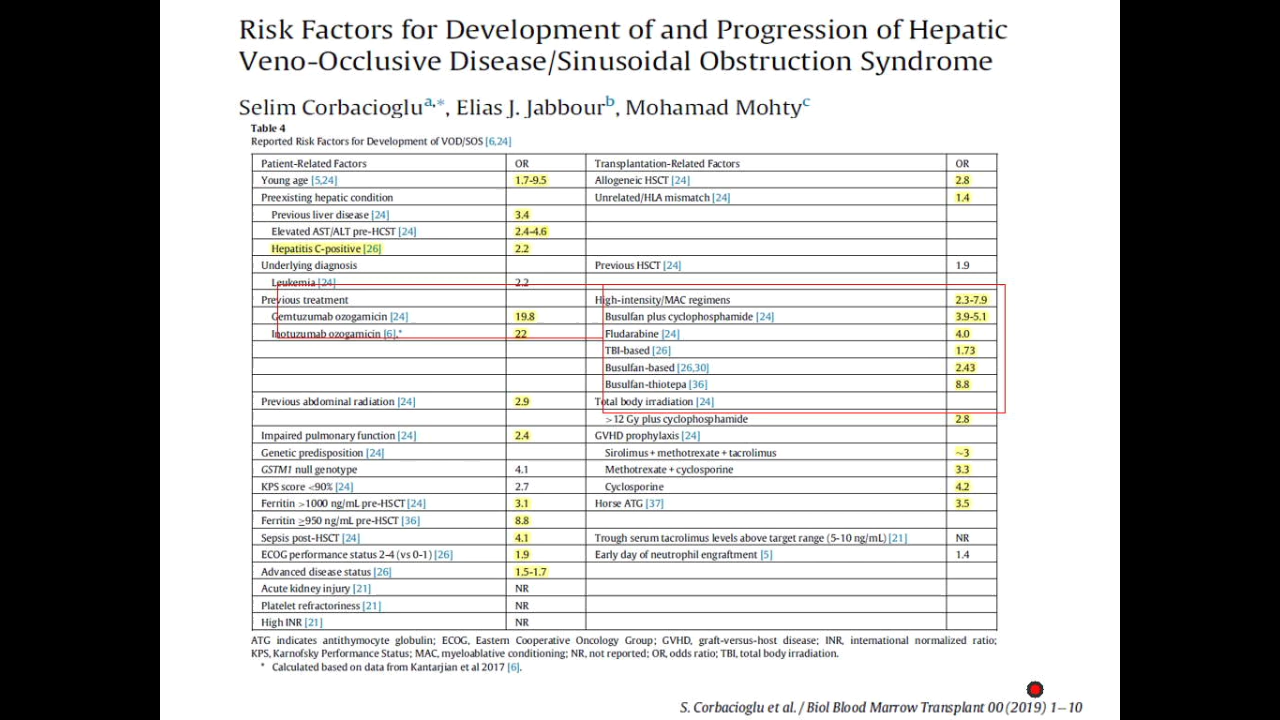 Risk Factors for Development of and Progression of Hepatic
Veno-Occlusive Disease/Sinusoidal Obstruction Syndrome
Selim Corbacioglu a,*, Elias J. Jabbour b, Mohamad Mohty c
Table 4
Reported Risk Factors for Development of VOD/SOS [6,24]
Patient-Related Factors OR Transplantation-Related Factors OR
Young age [5,24] 1.7-9.5 Allogeneic HSCT [24] 2.8
Preexisting hepatic condition Unrelated/HLA mismatch [24] 1.4
Previous liver disease [24] 3.4
Elevated AST/ALT pre-HCST [24] 2.4-4.6
Hepatitis C-positive [26] 2.2
Underlying diagnosis Previous HSCT [24] 1.9
Leukemia [24] 2.2
Previous treatment High-intensity/MAC regimens 2.3-7.9
Gemtuzumab ozogamicin [24] 19.8 Busulfan plus cyclophosphamide [24] 3.9-5.1
Inotuzumab ozogamicin [6].* 22 Fludarabine [24] 4.0
TBI-based [26] 1.73
Busulfan-based [26,30] 2.43
Busulfan-thiotepa [36] 8.8
Previous abdominal radiation [24] 2.9 Total body irradiation [24]
>12 Gy plus cyclophosphamide 2.8
Impaired pulmonary function [24] 2.4 GVHD prophylaxis [24]
Genetic predisposition [24] Sirolimus + methotrexate + tacrolimus ~3
GSTM1 null genotype 4.1 Methotrexate + cyclosporine 3.3
KPS score <90% [24] 2.7 Cyclosporine 4.2
Ferritin >1000 ng/mL pre-HSCT [24] 3.1 Horse ATG [37] 3.5
Ferritin ≥950 ng/mL pre-HSCT [36] 8.8
Sepsis post-HSCT [24] 4.1 Trough serum tacrolimus levels above target range (5-10 ng/mL) [21] NR
ECOG performance status 2-4 (vs 0-1) [26] 1.9 Early day of neutrophil engraftment [5] 1.4
Advanced disease status [26] 1.5-1.7
Acute kidney injury [21] NR
Platelet refractoriness [21] NR
High INR [21] NR
ATG indicates antithymocyte globulin; ECOG, Eastern Cooperative Oncology Group; GVHD, graft-versus-host disease; INR, international normalized ratio;
KPS, Karnofsky Performance Status; MAC, myeloablative conditioning; NR, not reported; OR, odds ratio; TBI, total body irradiation.
* Calculated based on data from Kantarjian et al 2017 [6].
S. Corbacioglu et al. / Biol Blood Marrow Transplant 00 (2019) 1–10